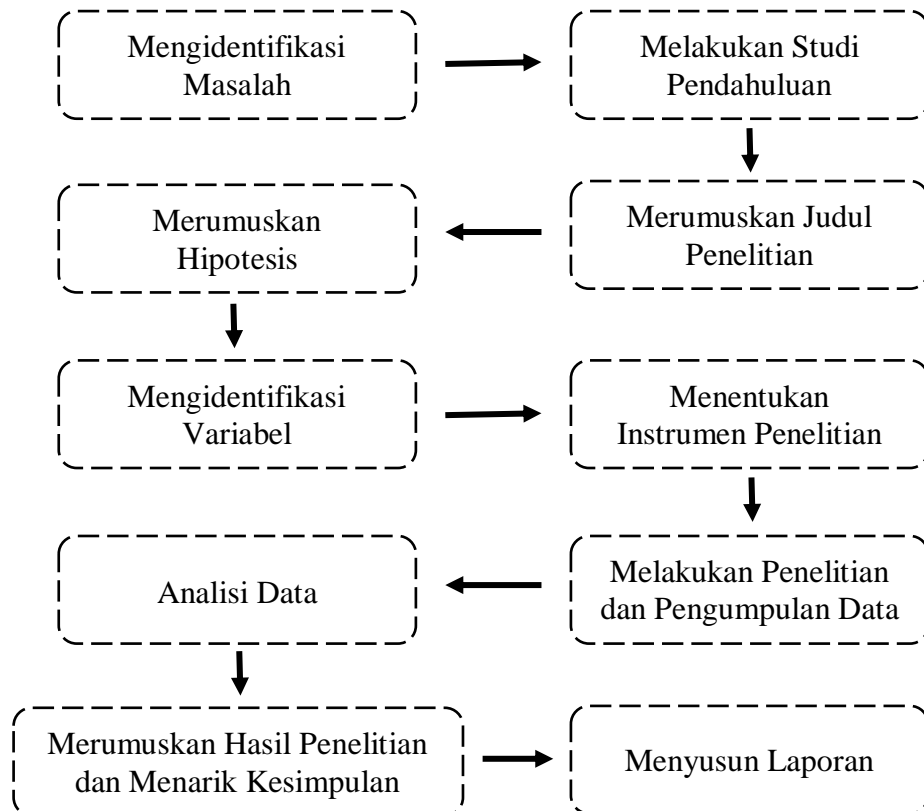 Mengidentifikasi
Masalah
Melakukan Studi
Pendahuluan
Merumuskan Judul
Penelitian
Merumuskan
Hipotesis
Mengidentifikasi
Variabel
Menentukan
Instrumen Penelitian
Melakukan Penelitian
dan Pengumpulan Data
Analisi Data
Merumuskan Hasil Penelitian
dan Menarik Kesimpulan
Menyusun Laporan